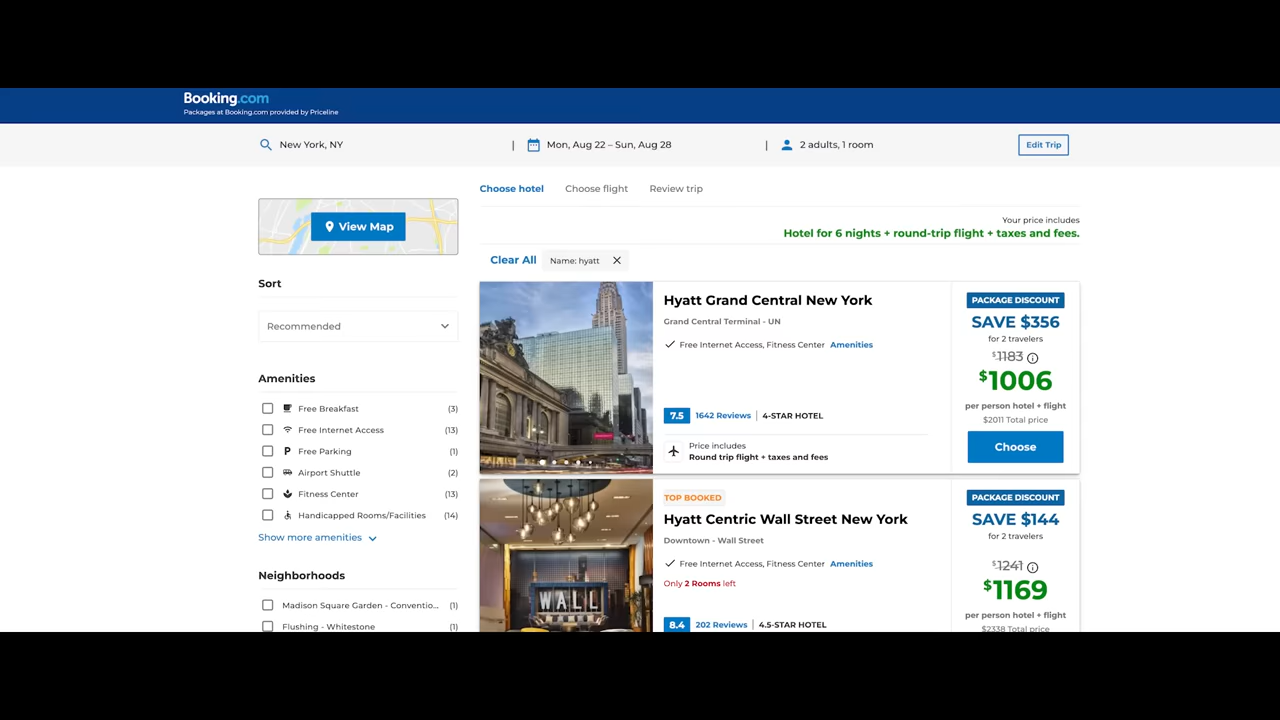 Booking.com
Packages at Booking.com provided by Priceline
New York, NY | Mon, Aug 22 – Sun, Aug 28 | 2 adults, 1 room Edit Trip
Choose hotel Choose flight Review trip
View Map
Your price includes
Hotel for 6 nights + round-trip flight + taxes and fees.
Clear All Name: hyatt
Sort
Recommended
Amenities
Free Breakfast (3)
Free Internet Access (13)
Free Parking (1)
Airport Shuttle (2)
Fitness Center (13)
Handicapped Rooms/Facilities (14)
Show more amenities
Neighborhoods
Madison Square Garden - Conventio... (1)
Flushing - Whitestone (1)
Hyatt Grand Central New York
Grand Central Terminal - UN
Free Internet Access, Fitness Center Amenities
7.5 1642 Reviews | 4-STAR HOTEL
Price includes
Round trip flight + taxes and fees
PACKAGE DISCOUNT
SAVE $356
for 2 travelers
$1183
$1006
per person hotel + flight
$2011 Total price
Choose
TOP BOOKED
Hyatt Centric Wall Street New York
Downtown - Wall Street
Free Internet Access, Fitness Center Amenities
Only 2 Rooms left
8.4 202 Reviews | 4.5-STAR HOTEL
WALL
PACKAGE DISCOUNT
SAVE $144
for 2 travelers
$1241
$1169
per person hotel + flight
$2338 Total price